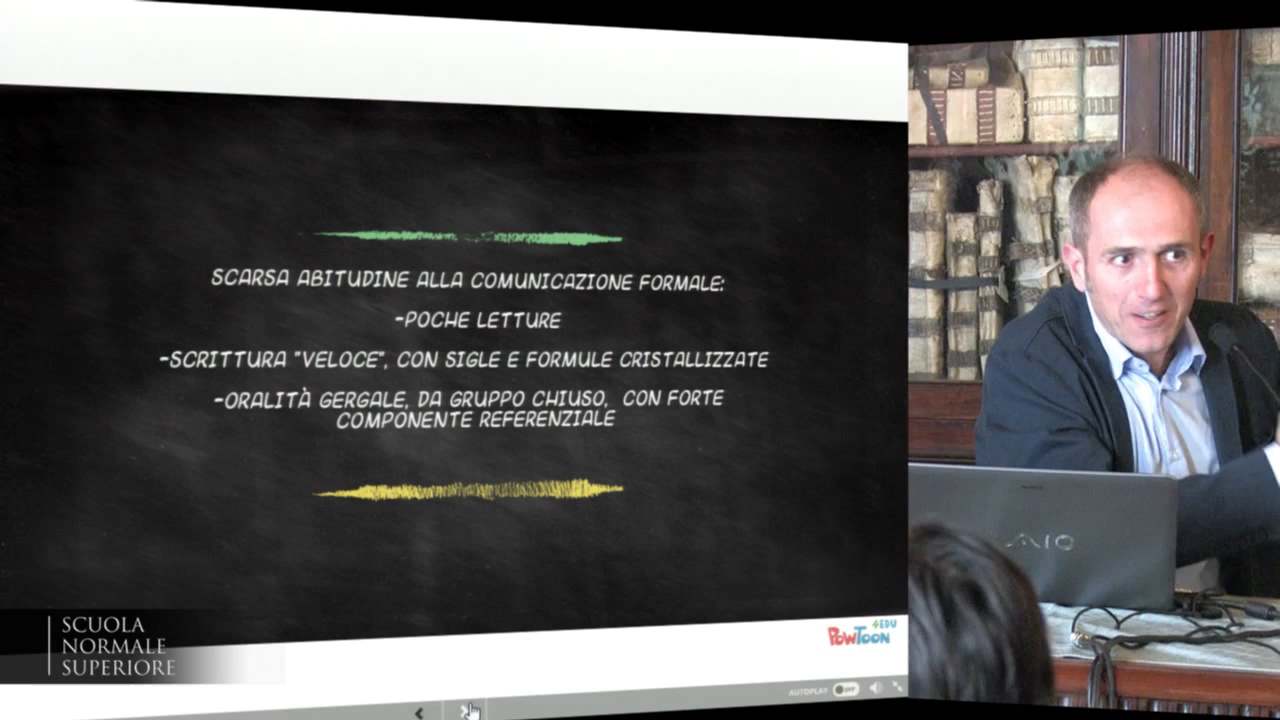 SCARSA ABITUDINE ALLA COMUNICAZIONE FORMALE:
-POCHE LETTURE
-SCRITTURA "VELOCE", CON SIGLE E FORMULE CRISTALLIZZATE
-ORALITÀ GERGALE, DA GRUPPO CHIUSO, CON FORTE
COMPONENTE REFERENZIALE
SCUOLA
NORMALE
SUPERIORE
POWTOON
4EDU
AUTOPLAY OFF
VAIO